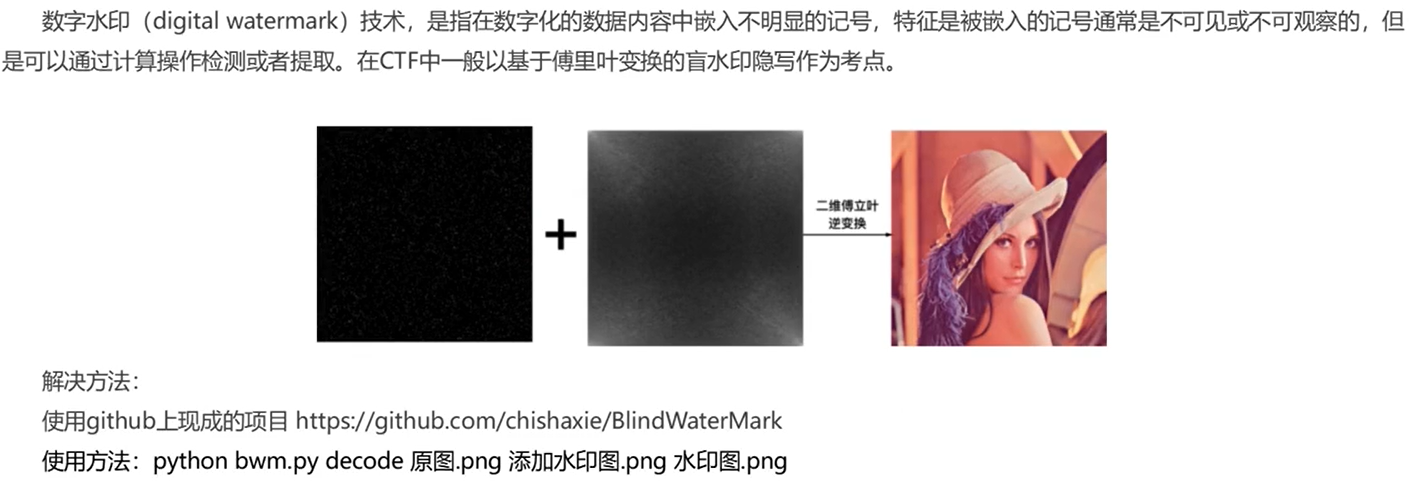 数字水印（digital watermark）技术，是指在数字化的数据内容中嵌入不明显的记号，特征是被嵌入的记号通常是不可见或不可观察的，但
是可以通过计算操作检测或者提取。在CTF中一般以基于傅里叶变换的盲水印隐写作为考点。
+
二维傅立叶
逆变换
解决方法：
使用github上现成的项目 https://github.com/chishaxie/BlindWaterMark
使用方法：python bwm.py decode 原图.png 添加水印图.png 水印图.png